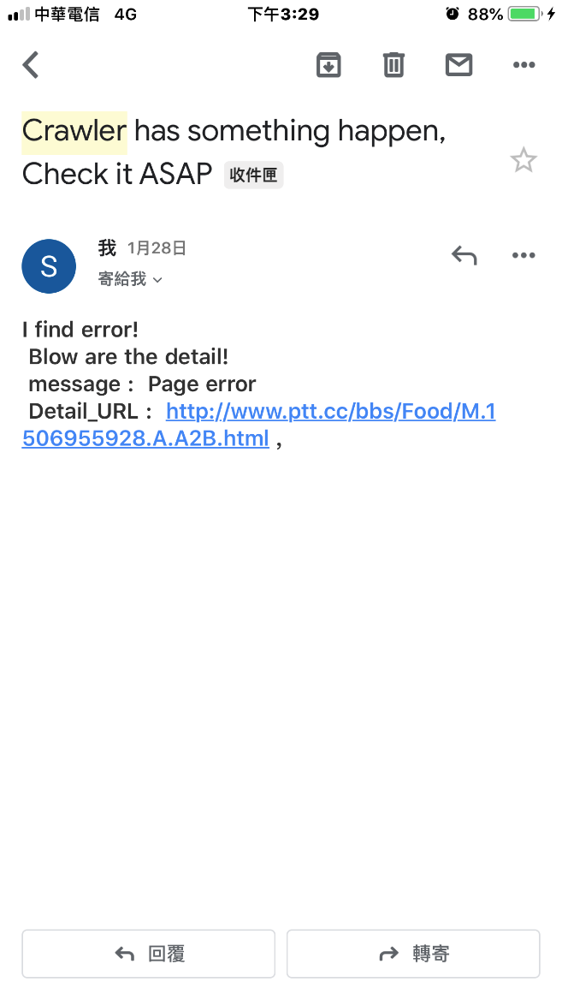 中華電信 4G 下午3:29 88%
Crawler has something happen,
Check it ASAP 收件匣
S
我 1月28日
寄給我
I find error!
Blow are the detail!
message： Page error
Detail_URL： http://www.ptt.cc/bbs/Food/M.1
506955928.A.A2B.html ,
回覆 轉寄